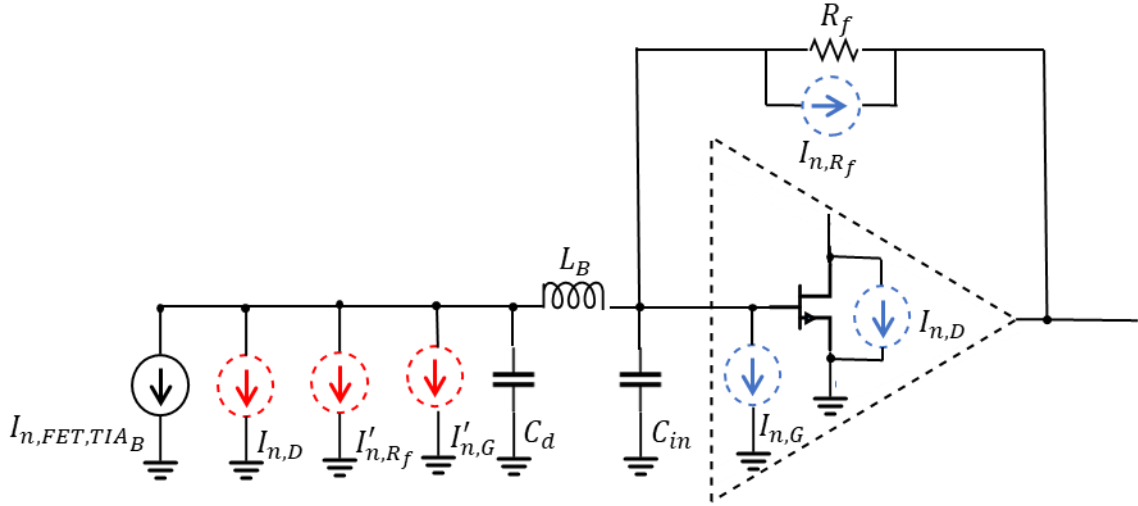 R_f
I_{n,R_f}
L_B
I_{n,D}
I_{n,FET,TIA_B}
I_{n,D}
I'_{n,R_f}
I'_{n,G}
C_d
C_{in}
I_{n,G}